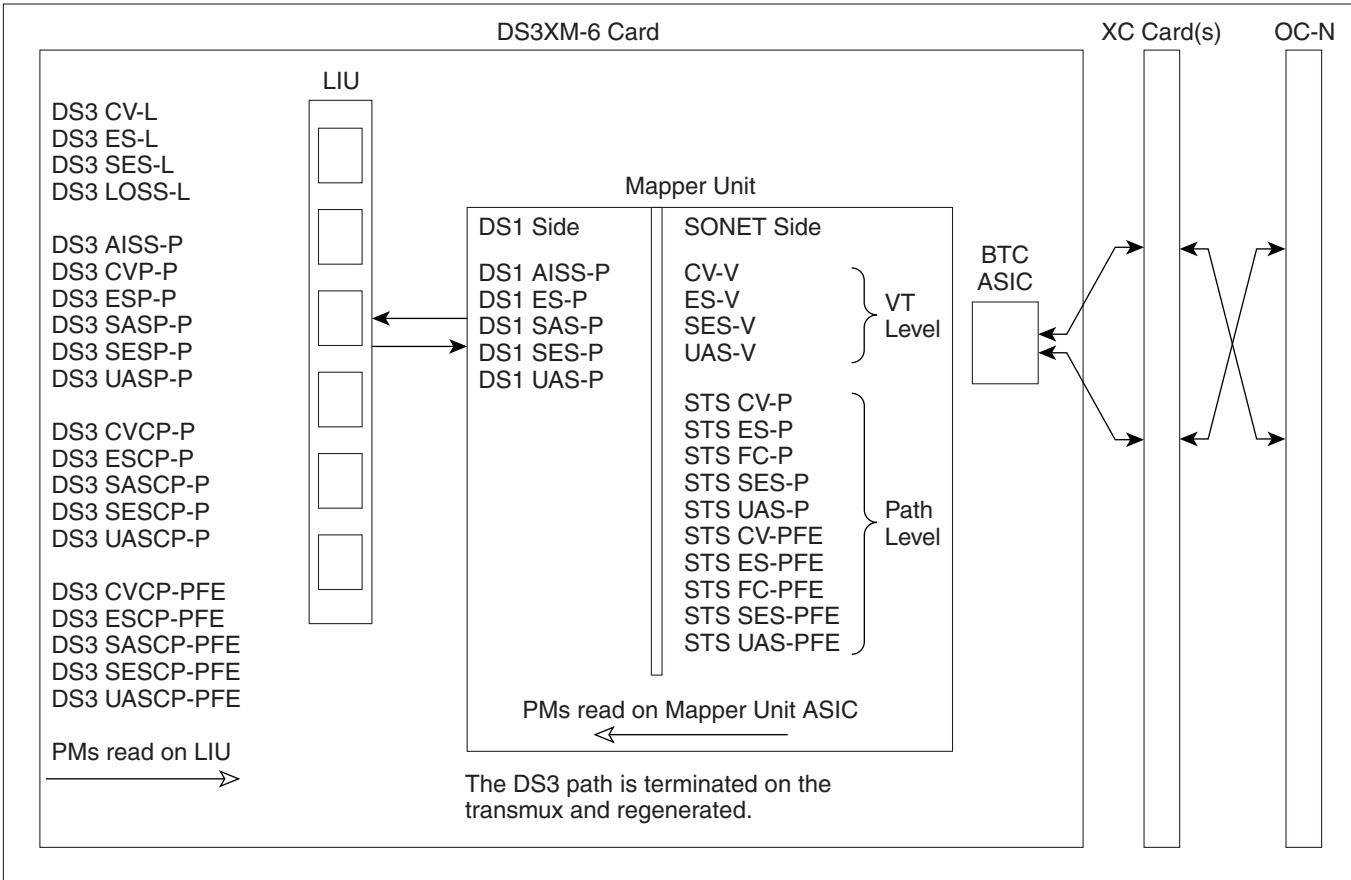 DS3XM-6 Card
XC Card(s)
OC-N
LIU
DS3 CV-L
DS3 ES-L
DS3 SES-L
DS3 LOSS-L
DS3 AISS-P
DS3 CVP-P
DS3 ESP-P
DS3 SASP-P
DS3 SESP-P
DS3 UASP-P
DS3 CVCP-P
DS3 ESCP-P
DS3 SASCP-P
DS3 SESCP-P
DS3 UASCP-P
DS3 CVCP-PFE
DS3 ESCP-PFE
DS3 SASCP-PFE
DS3 SESCP-PFE
DS3 UASCP-PFE
PMs read on LIU
Mapper Unit
DS1 Side
DS1 AISS-P
DS1 ES-P
DS1 SAS-P
DS1 SES-P
DS1 UAS-P
SONET Side
CV-V
ES-V
SES-V
UAS-V
VT
Level
STS CV-P
STS ES-P
STS FC-P
STS SES-P
STS UAS-P
STS CV-PFE
STS ES-PFE
STS FC-PFE
STS SES-PFE
STS UAS-PFE
Path
Level
PMs read on Mapper Unit ASIC
The DS3 path is terminated on the
transmux and regenerated.
BTC
ASIC